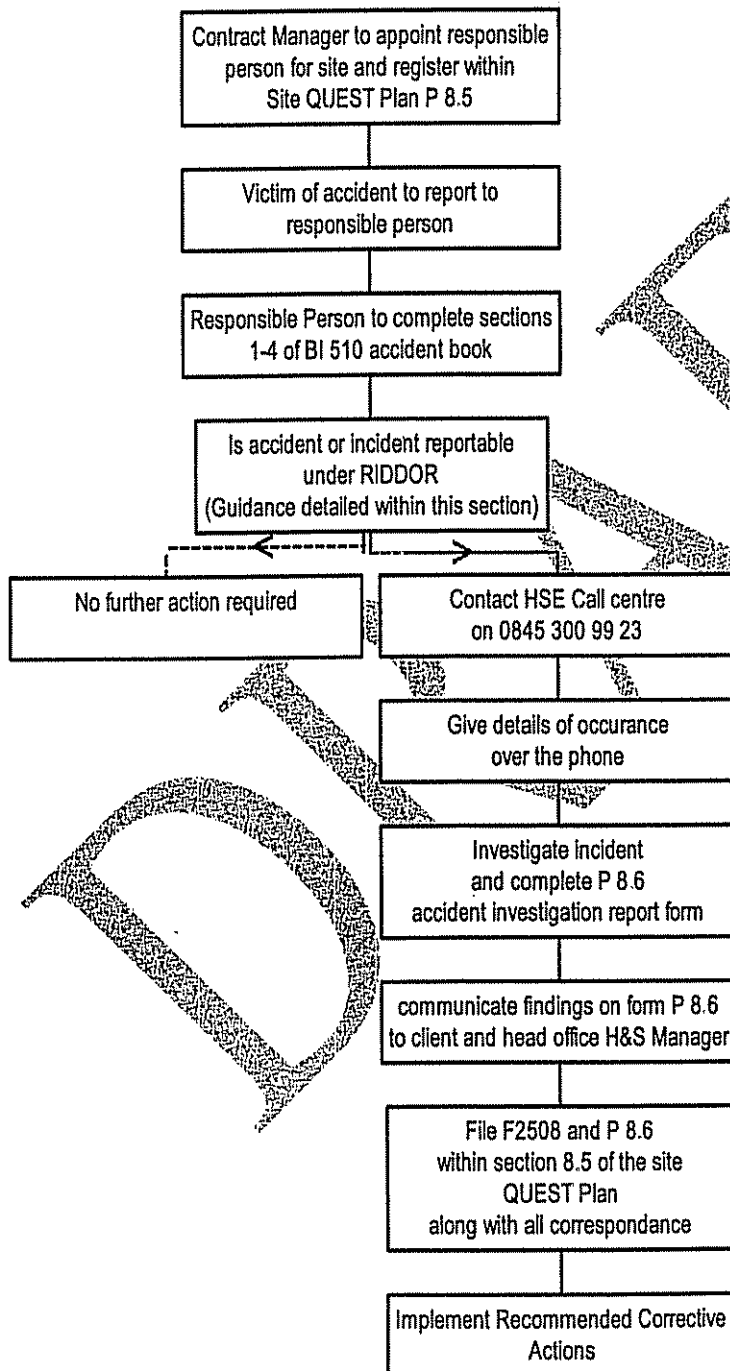 Contract Manager to appoint responsible
person for site and register within
Site QUEST Plan P 8.5
Victim of accident to report to
responsible person
Responsible Person to complete sections
1-4 of BI 510 accident book
Is accident or incident reportable
under RIDDOR
(Guidance detailed within this section)
No further action required
Contact HSE Call centre
on 0845 300 99 23
Give details of occurance
over the phone
Investigate incident
and complete P 8.6
accident investigation report form
communicate findings on form P 8.6
to client and head office H&S Manager
File F2508 and P 8.6
within section 8.5 of the site
QUEST Plan
along with all correspondance
Implement Recommended Corrective
Actions